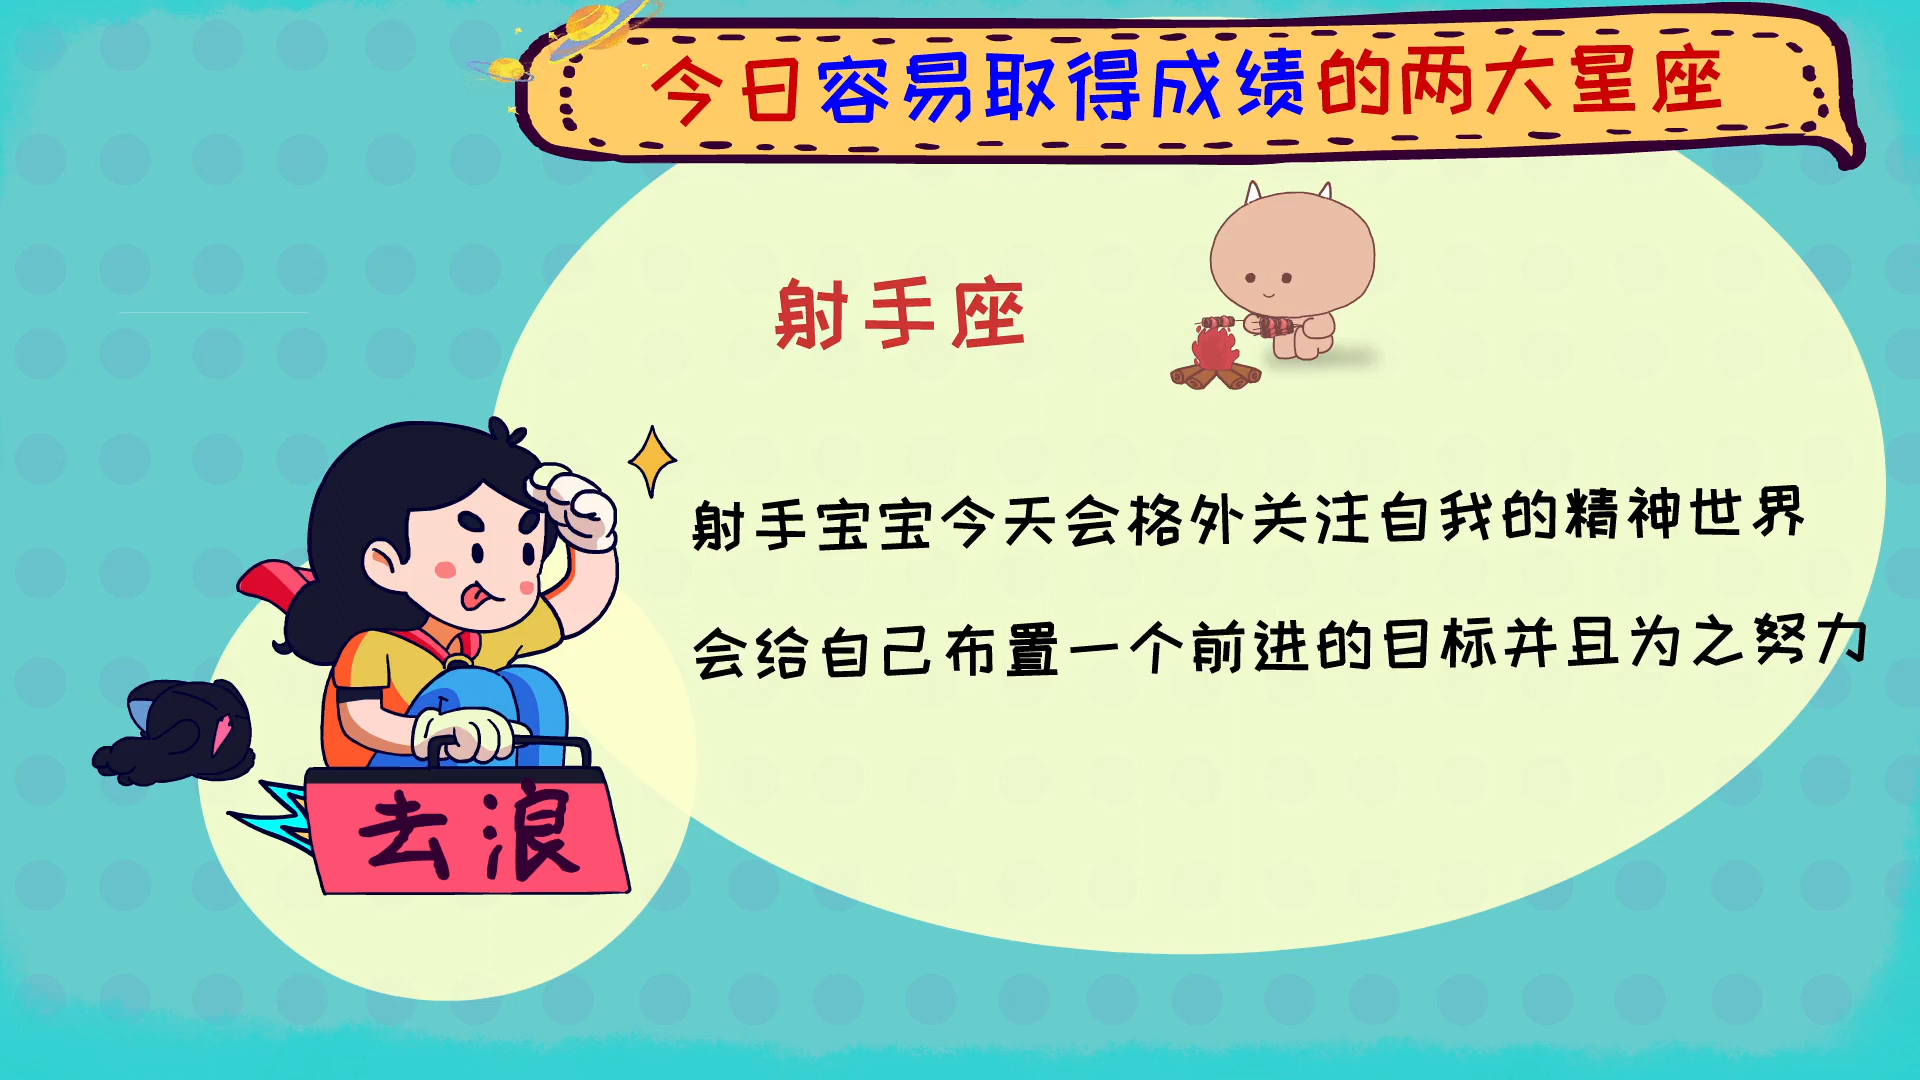 今日容易取得成绩的两大星座
射手座
射手宝宝今天会格外关注自我的精神世界
会给自己布置一个前进的目标并且为之努力
去浪